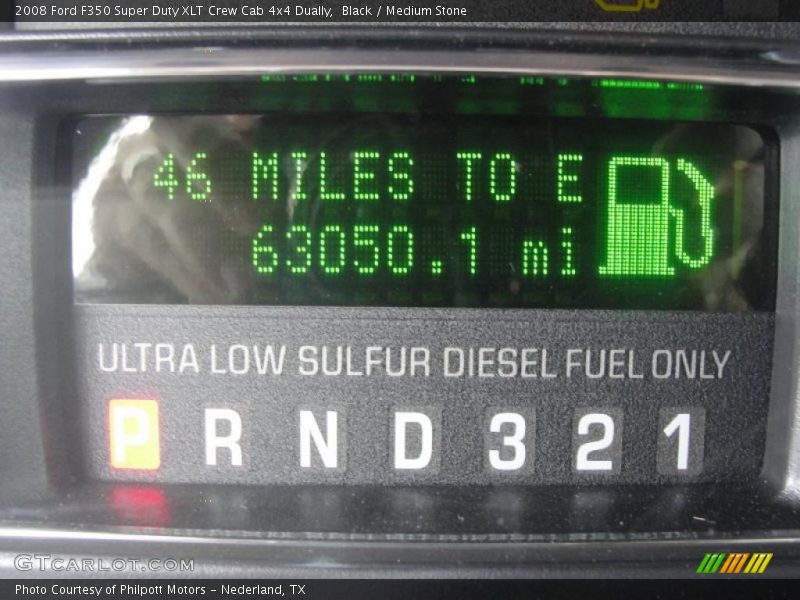 2008 Ford F350 Super Duty XLT Crew Cab 4x4 Dually, Black / Medium Stone
46 MILES TO E
63050.1 mi
ULTRA LOW SULFUR DIESEL FUEL ONLY
P R N D 3 2 1
GTCARLOT.COM
Photo Courtesy of Philpott Motors - Nederland, TX